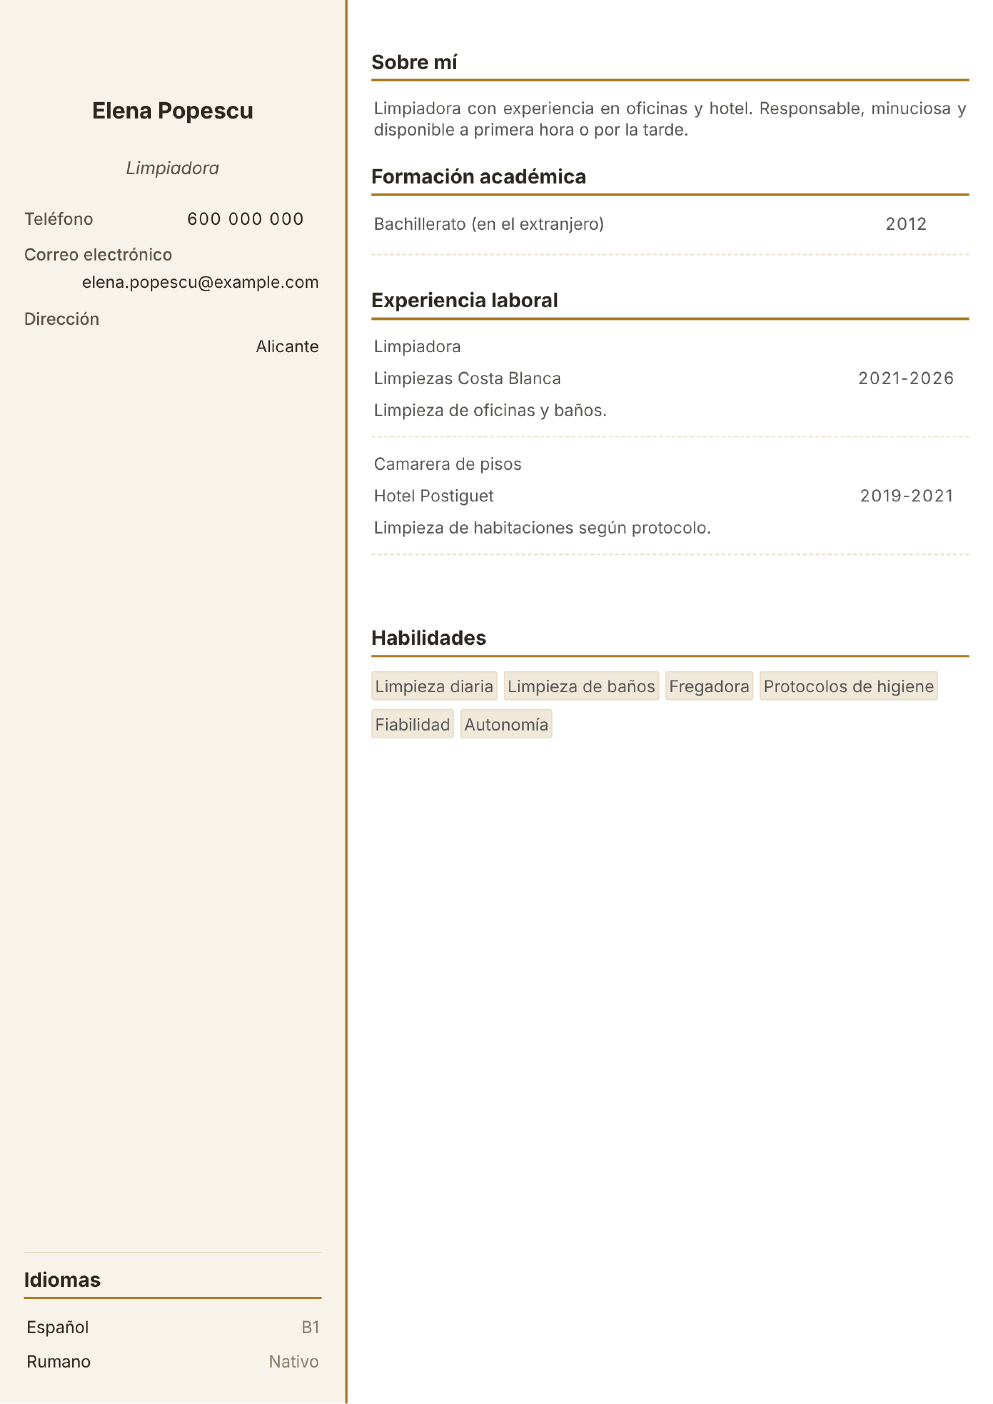 Elena Popescu
Limpiadora
Teléfono 600 000 000
Correo electrónico
elena.popescu@example.com
Dirección
Alicante
Idiomas
Español B1
Rumano Nativo
Sobre mí
Limpiadora con experiencia en oficinas y hotel. Responsable, minuciosa y
disponible a primera hora o por la tarde.
Formación académica
Bachillerato (en el extranjero) 2012
Experiencia laboral
Limpiadora
Limpiezas Costa Blanca 2021-2026
Limpieza de oficinas y baños.
Camarera de pisos
Hotel Postiguet 2019-2021
Limpieza de habitaciones según protocolo.
Habilidades
Limpieza diaria Limpieza de baños Fregadora Protocolos de higiene
Fiabilidad Autonomía